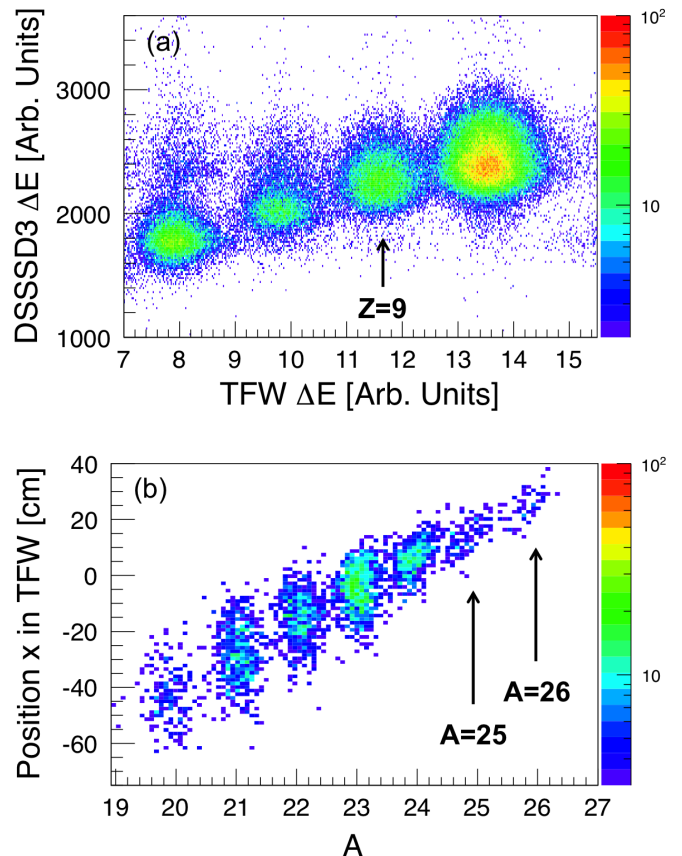 (a)
DSSSD3 ΔE [Arb. Units]
3000
2000
1000
7 8 9 10 11 12 13 14 15
TFW ΔE [Arb. Units]
Z=9
10²
10
(b)
Position x in TFW [cm]
40
20
0
-20
-40
-60
19 20 21 22 23 24 25 26 27
A
A=25
A=26
10²
10